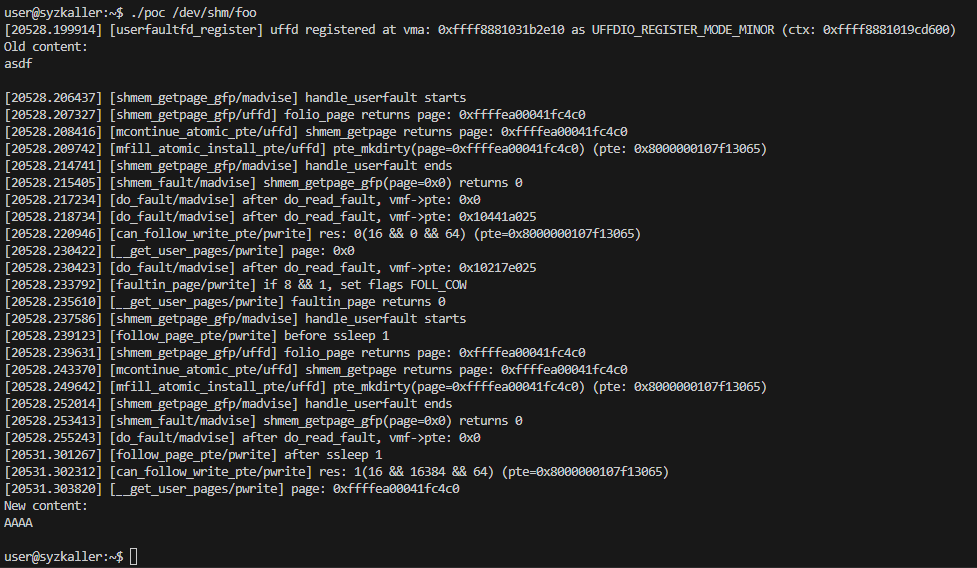 user@syzkaller:~$ ./poc /dev/shm/foo
[20528.199914] [userfaultfd_register] uffd registered at vma: 0xffff8881031b2e10 as UFFDIO_REGISTER_MODE_MINOR (ctx: 0xffff8881019cd600)
Old content:
asdf
[20528.206437] [shmem_getpage_gfp/madvise] handle_userfault starts
[20528.207327] [shmem_getpage_gfp/uffd] folio_page returns page: 0xffffea00041fc4c0
[20528.208416] [mcontinue_atomic_pte/uffd] shmem_getpage returns page: 0xffffea00041fc4c0
[20528.209742] [mfill_atomic_install_pte/uffd] pte_mkdirty(page=0xffffea00041fc4c0) (pte: 0x8000000107f13065)
[20528.214741] [shmem_getpage_gfp/madvise] handle_userfault ends
[20528.215405] [shmem_fault/madvise] shmem_getpage_gfp(page=0x0) returns 0
[20528.217234] [do_fault/madvise] after do_read_fault, vmf->pte: 0x0
[20528.218734] [do_fault/madvise] after do_read_fault, vmf->pte: 0x10441a025
[20528.220946] [can_follow_write_pte/pwrite] res: 0(16 && 0 && 64) (pte=0x8000000107f13065)
[20528.230422] [__get_user_pages/pwrite] page: 0x0
[20528.230423] [do_fault/madvise] after do_read_fault, vmf->pte: 0x10217e025
[20528.233792] [faultin_page/pwrite] if 8 && 1, set flags FOLL_COW
[20528.235610] [__get_user_pages/pwrite] faultin_page returns 0
[20528.237586] [shmem_getpage_gfp/madvise] handle_userfault starts
[20528.239123] [follow_page_pte/pwrite] before ssleep 1
[20528.239631] [shmem_getpage_gfp/uffd] folio_page returns page: 0xffffea00041fc4c0
[20528.243370] [mcontinue_atomic_pte/uffd] shmem_getpage returns page: 0xffffea00041fc4c0
[20528.249642] [mfill_atomic_install_pte/uffd] pte_mkdirty(page=0xffffea00041fc4c0) (pte: 0x8000000107f13065)
[20528.252014] [shmem_getpage_gfp/madvise] handle_userfault ends
[20528.253413] [shmem_fault/madvise] shmem_getpage_gfp(page=0x0) returns 0
[20528.255243] [do_fault/madvise] after do_read_fault, vmf->pte: 0x0
[20531.301267] [follow_page_pte/pwrite] after ssleep 1
[20531.302312] [can_follow_write_pte/pwrite] res: 1(16 && 16384 && 64) (pte=0x8000000107f13065)
[20531.303820] [__get_user_pages/pwrite] page: 0xffffea00041fc4c0
New content:
AAAA
user@syzkaller:~$